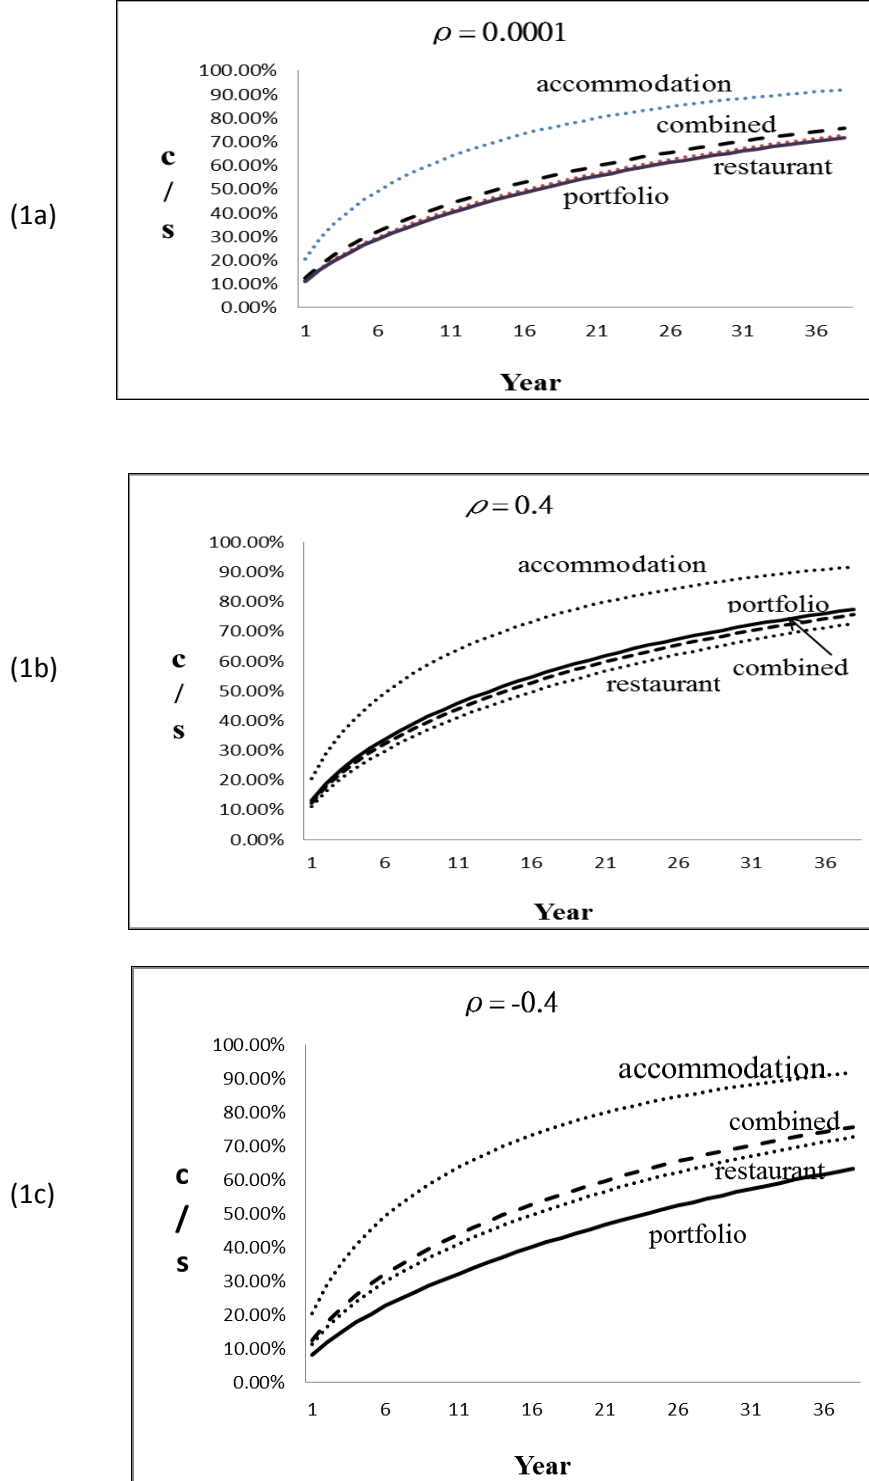 ρ = 0.0001
100.00%
90.00%
80.00%
70.00%
60.00%
50.00%
40.00%
30.00%
20.00%
10.00%
0.00%
accommodation
combined
restaurant
portfolio
c
/
s
(1a)
1 6 11 16 21 26 31 36
Year
ρ = 0.4
100.00%
90.00%
80.00%
70.00%
60.00%
50.00%
40.00%
30.00%
20.00%
10.00%
0.00%
accommodation
portfolio
combined
restaurant
c
/
s
(1b)
1 6 11 16 21 26 31 36
Year
ρ = -0.4
100.00%
90.00%
80.00%
70.00%
60.00%
50.00%
40.00%
30.00%
20.00%
10.00%
0.00%
accommodation
combined
restaurant
portfolio
c
/
s
(1c)
1 6 11 16 21 26 31 36
Year